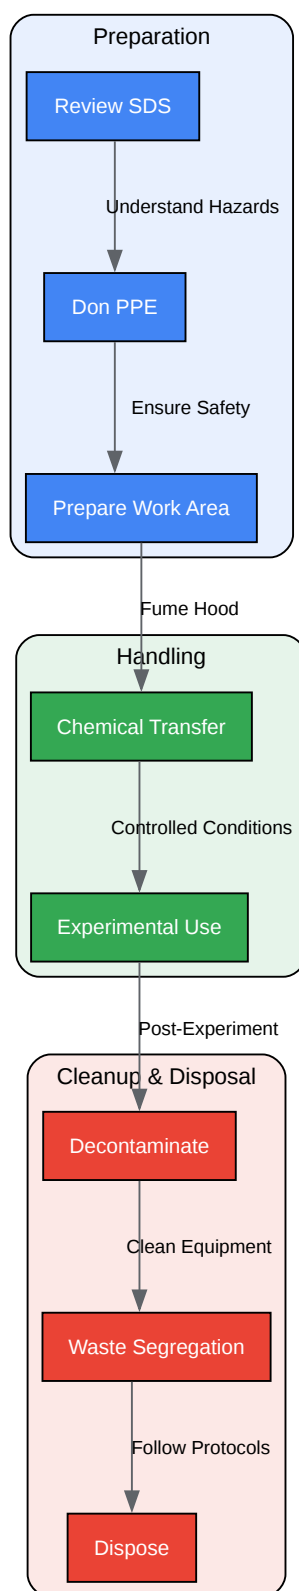 Preparation
Review SDS
Understand Hazards
Don PPE
Ensure Safety
Prepare Work Area
Fume Hood
Handling
Chemical Transfer
Controlled Conditions
Experimental Use
Post-Experiment
Cleanup & Disposal
Decontaminate
Clean Equipment
Waste Segregation
Follow Protocols
Dispose